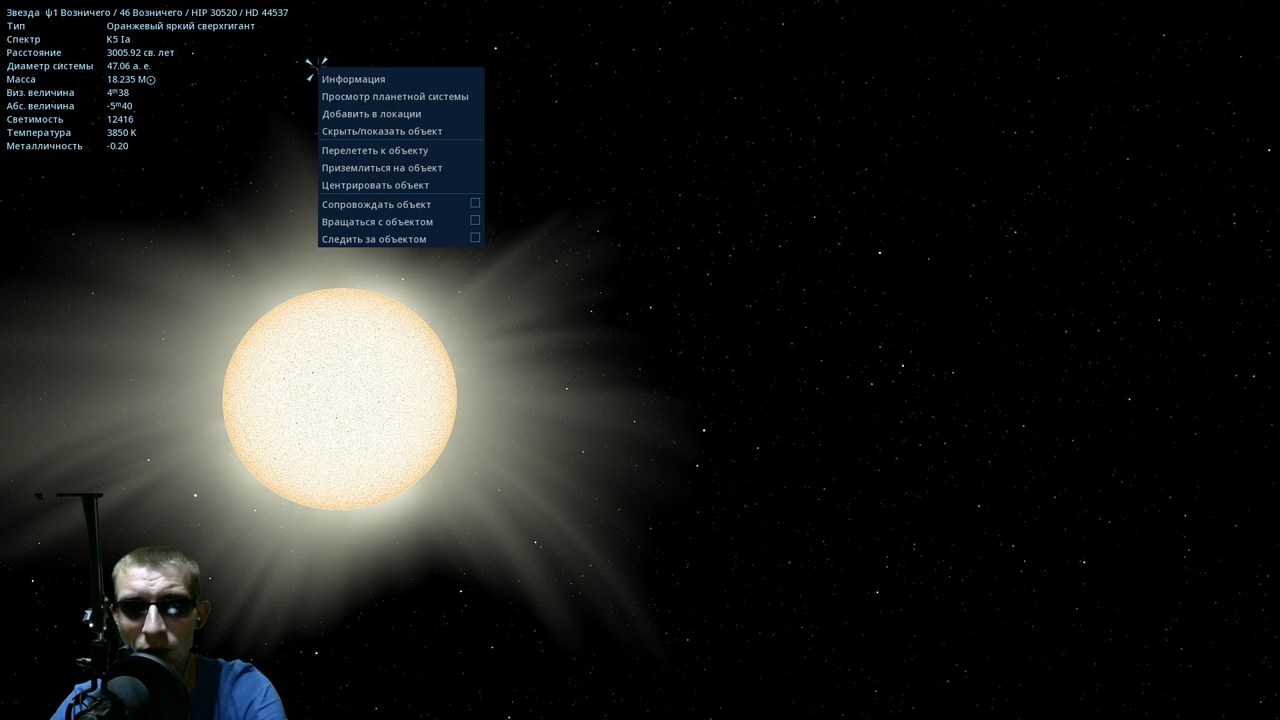 Звезда ψ1 Возничего / 46 Возничего / HIP 30520 / HD 44537
Тип Оранжевый яркий сверхгигант
Спектр K5 Ia
Расстояние 3005.92 св. лет
Диаметр системы 47.06 а. е.
Масса 18.235 M☉
Виз. величина 4ᵐ38
Абс. величина -5ᵐ40
Светимость 12416
Температура 3850 K
Металличность -0.20
Информация
Просмотр планетной системы
Добавить в локации
Скрыть/показать объект
Перелететь к объекту
Приземлиться на объект
Центрировать объект
Сопровождать объект
Вращаться с объектом
Следить за объектом